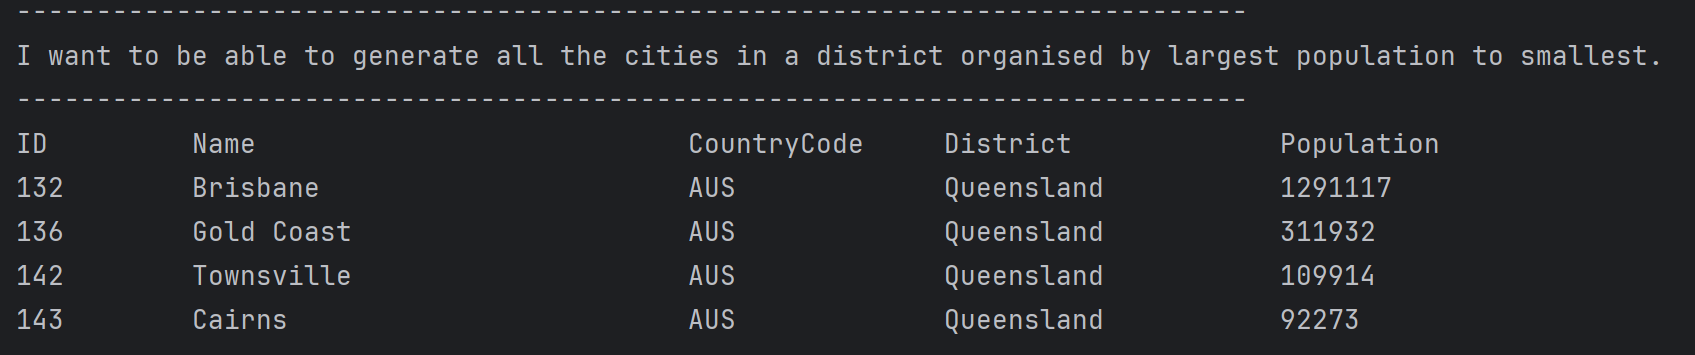 -----------------------------------------------------------------------------
I want to be able to generate all the cities in a district organised by largest population to smallest.
-----------------------------------------------------------------------------
ID         Name                           CountryCode     District             Population
132        Brisbane                       AUS             Queensland           1291117
136        Gold Coast                     AUS             Queensland           311932
142        Townsville                     AUS             Queensland           109914
143        Cairns                         AUS             Queensland           92273